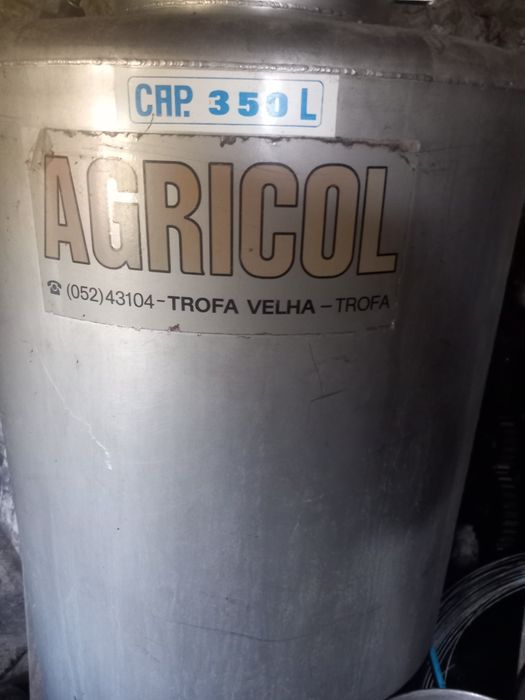 CAP. 350 L
AGRICOL
☎ (052)43104-TROFA VELHA - TROFA